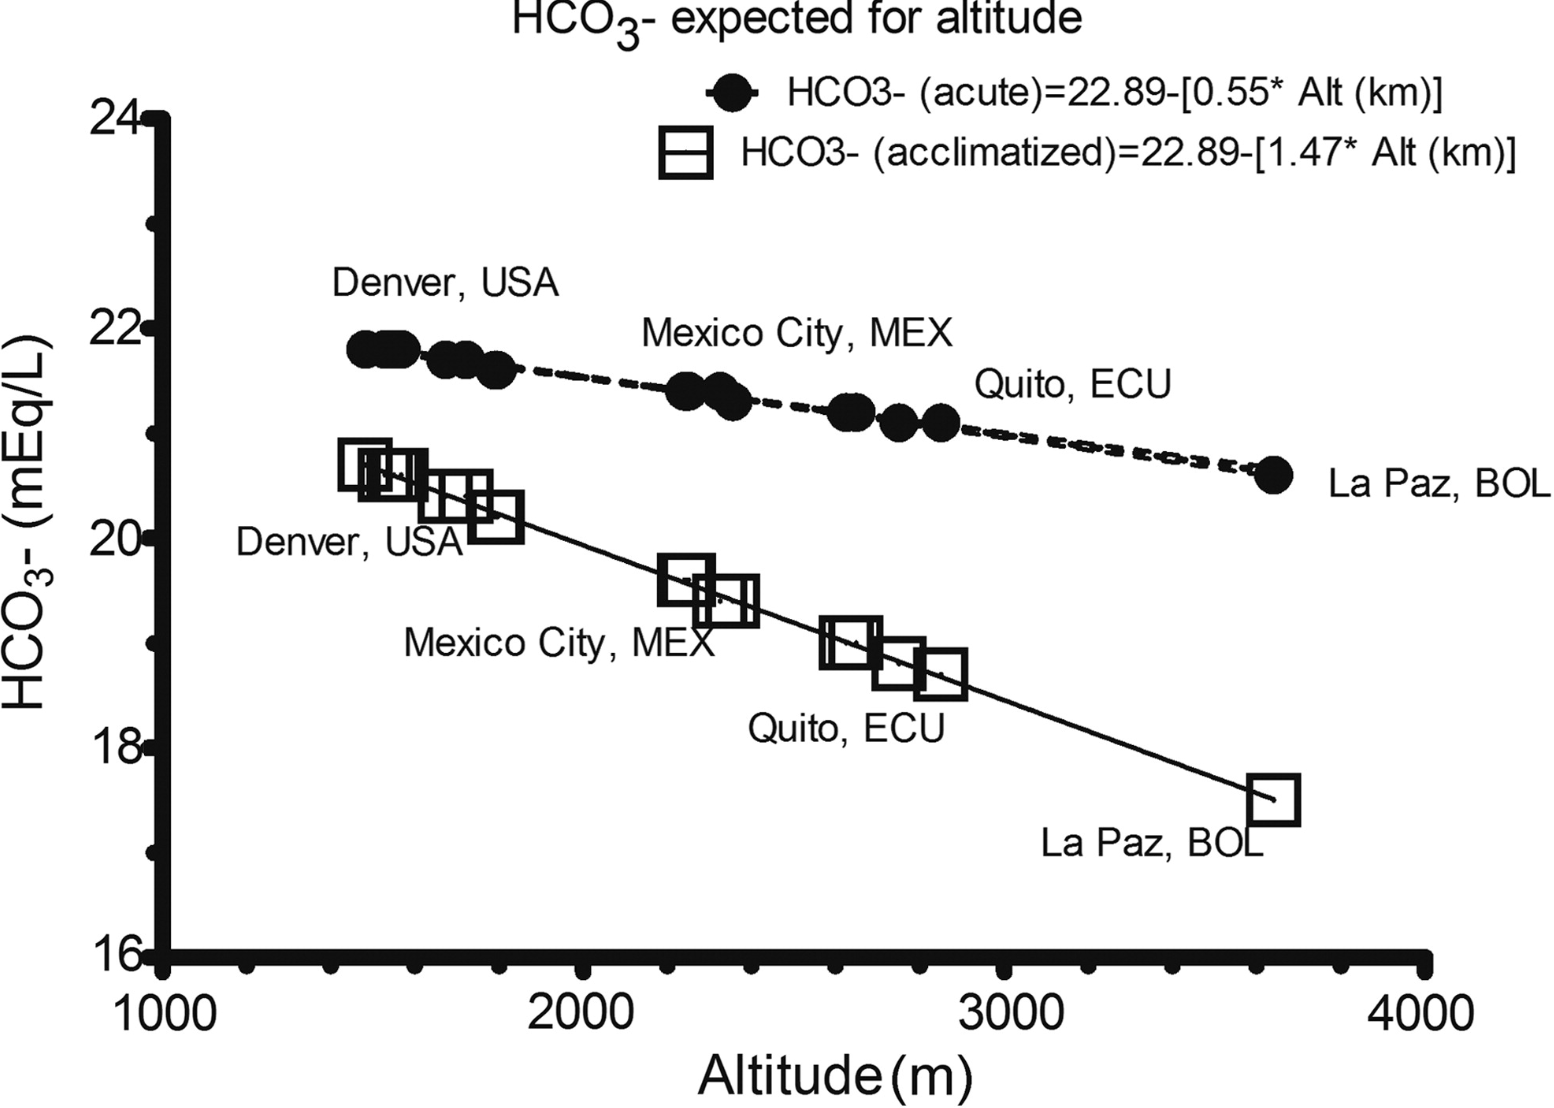 HCO3- expected for altitude
HCO3- (acute)=22.89-[0.55* Alt (km)]
HCO3- (acclimatized)=22.89-[1.47* Alt (km)]
24
22
20
18
16
HCO3- (mEq/L)
Denver, USA
Mexico City, MEX
Quito, ECU
La Paz, BOL
Denver, USA
Mexico City, MEX
Quito, ECU
La Paz, BOL
1000 2000 3000 4000
Altitude (m)